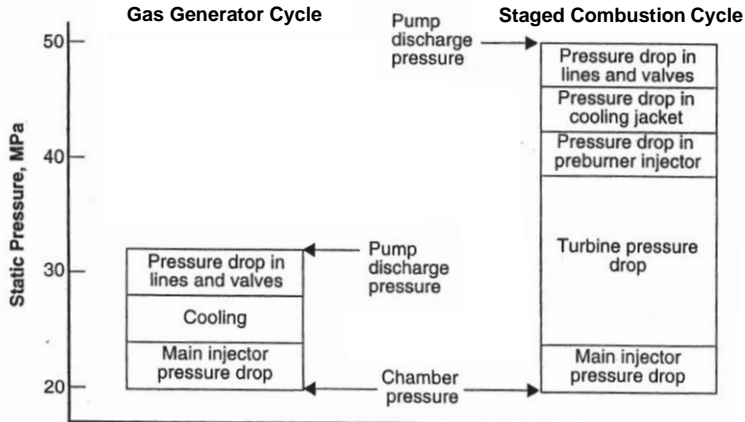 Gas Generator Cycle
Staged Combustion Cycle
Static Pressure, MPa
50
40
30
20
Pressure drop in
lines and valves
Cooling
Main injector
pressure drop
Pump
discharge
pressure
Pump
discharge
pressure
Chamber
pressure
Pressure drop in
lines and valves
Pressure drop in
cooling jacket
Pressure drop in
preburner injector
Turbine pressure
drop
Main injector
pressure drop